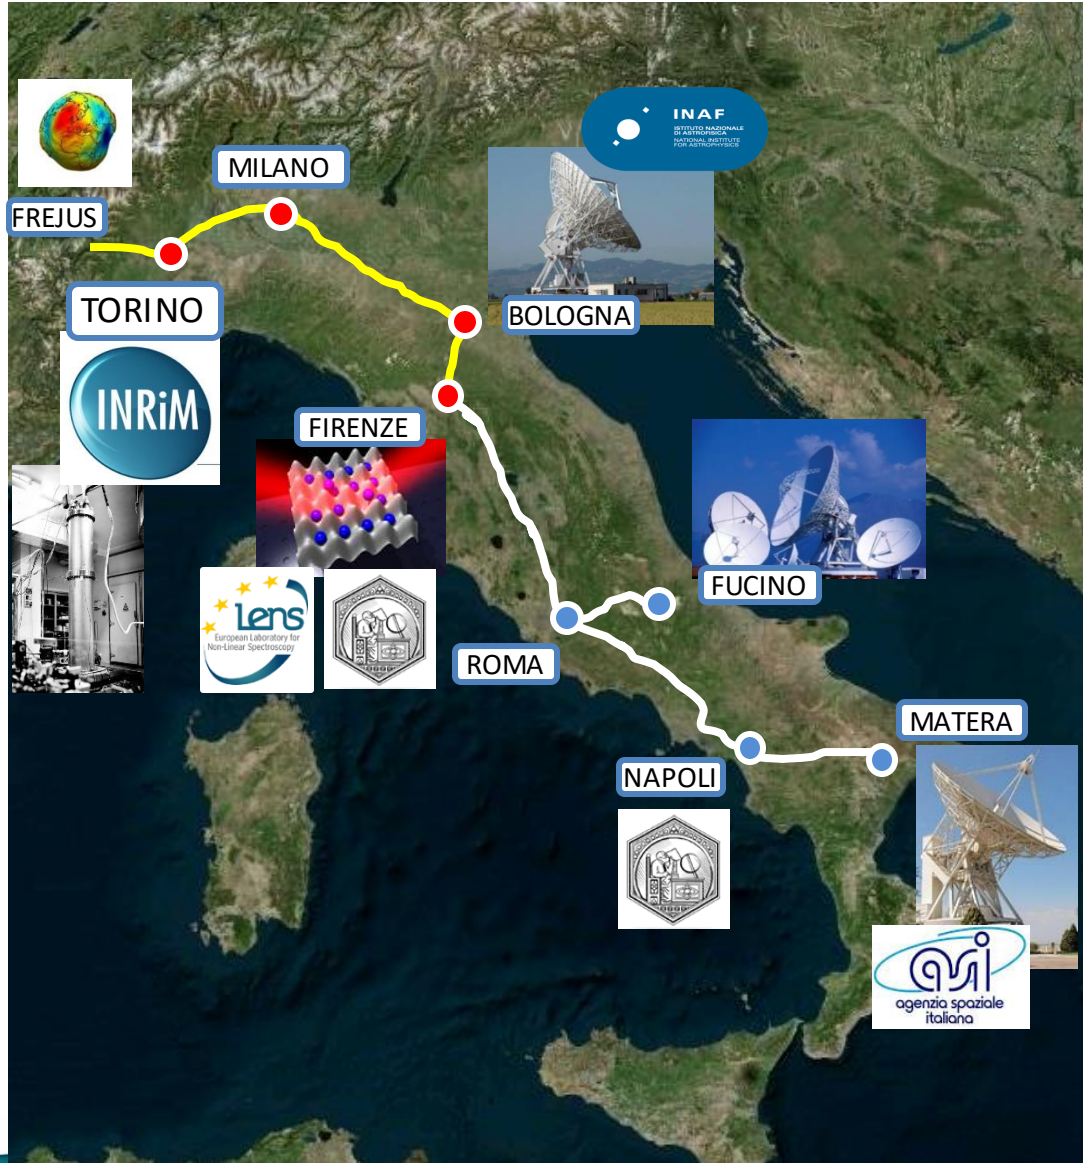 INAF
ISTITUTO NAZIONALE
DI ASTROFISICA
NATIONAL INSTITUTE
FOR ASTROPHYSICS
MILANO
FREJUS
TORINO
BOLOGNA
INRiM
FIRENZE
Lens
European Laboratory for
Non-Linear Spectroscopy
FUCINO
ROMA
MATERA
NAPOLI
asi
agenzia spaziale
italiana